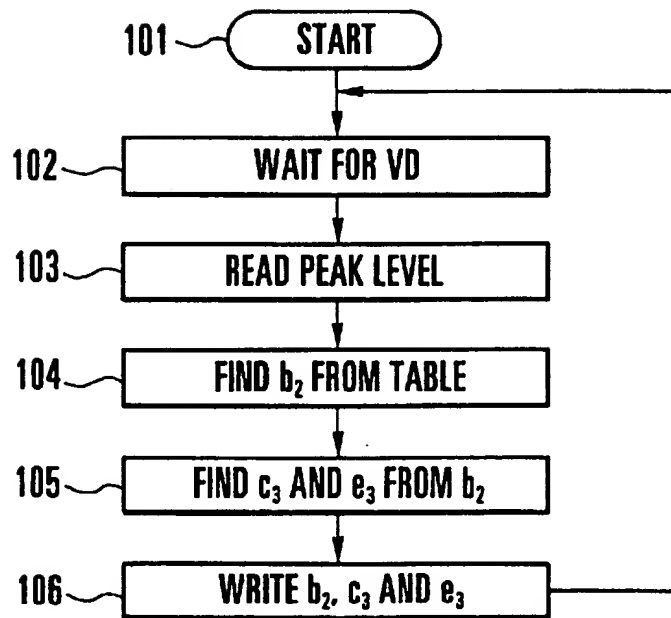 101 START
102 WAIT FOR VD
103 READ PEAK LEVEL
104 FIND b₂ FROM TABLE
105 FIND c₃ AND e₃ FROM b₂
106 WRITE b₂, c₃ AND e₃